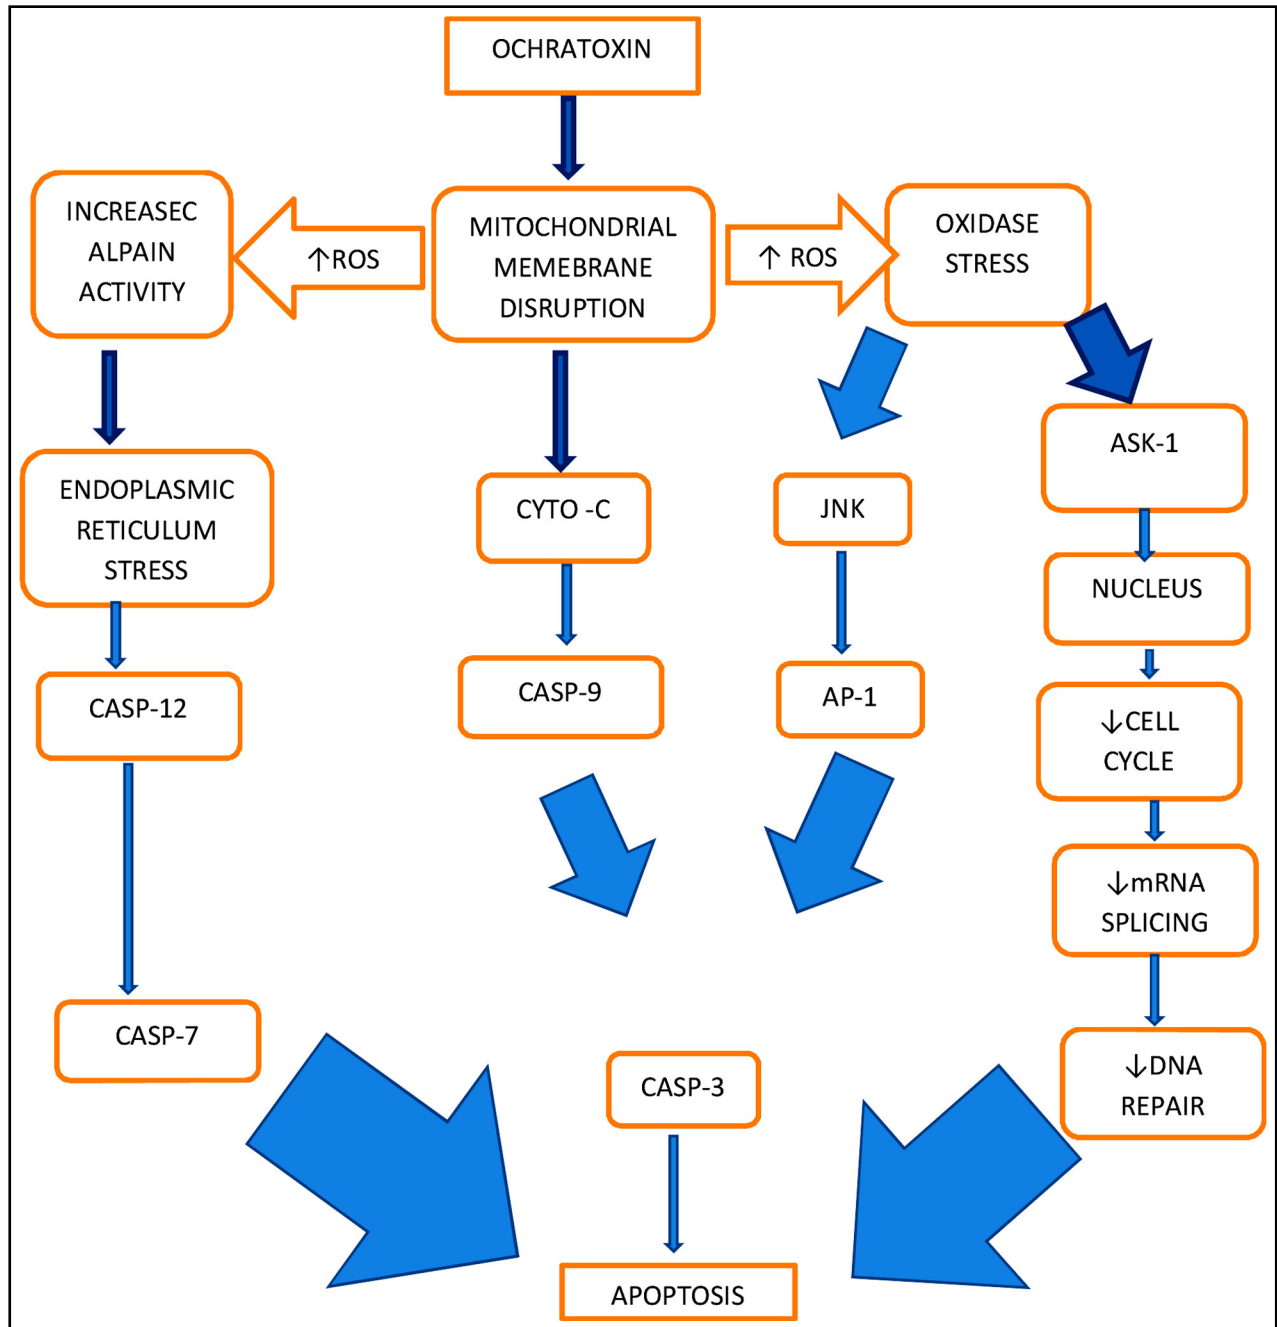 OCHRATOXIN
INCREASEC
ALPAIN
ACTIVITY
↑ROS
MITOCHONDRIAL
MEMEBRANE
DISRUPTION
↑ ROS
OXIDASE
STRESS
ENDOPLASMIC
RETICULUM
STRESS
CYTO -C
JNK
ASK-1
NUCLEUS
CASP-12
CASP-9
AP-1
↓CELL
CYCLE
↓mRNA
SPLICING
CASP-7
CASP-3
↓DNA
REPAIR
APOPTOSIS